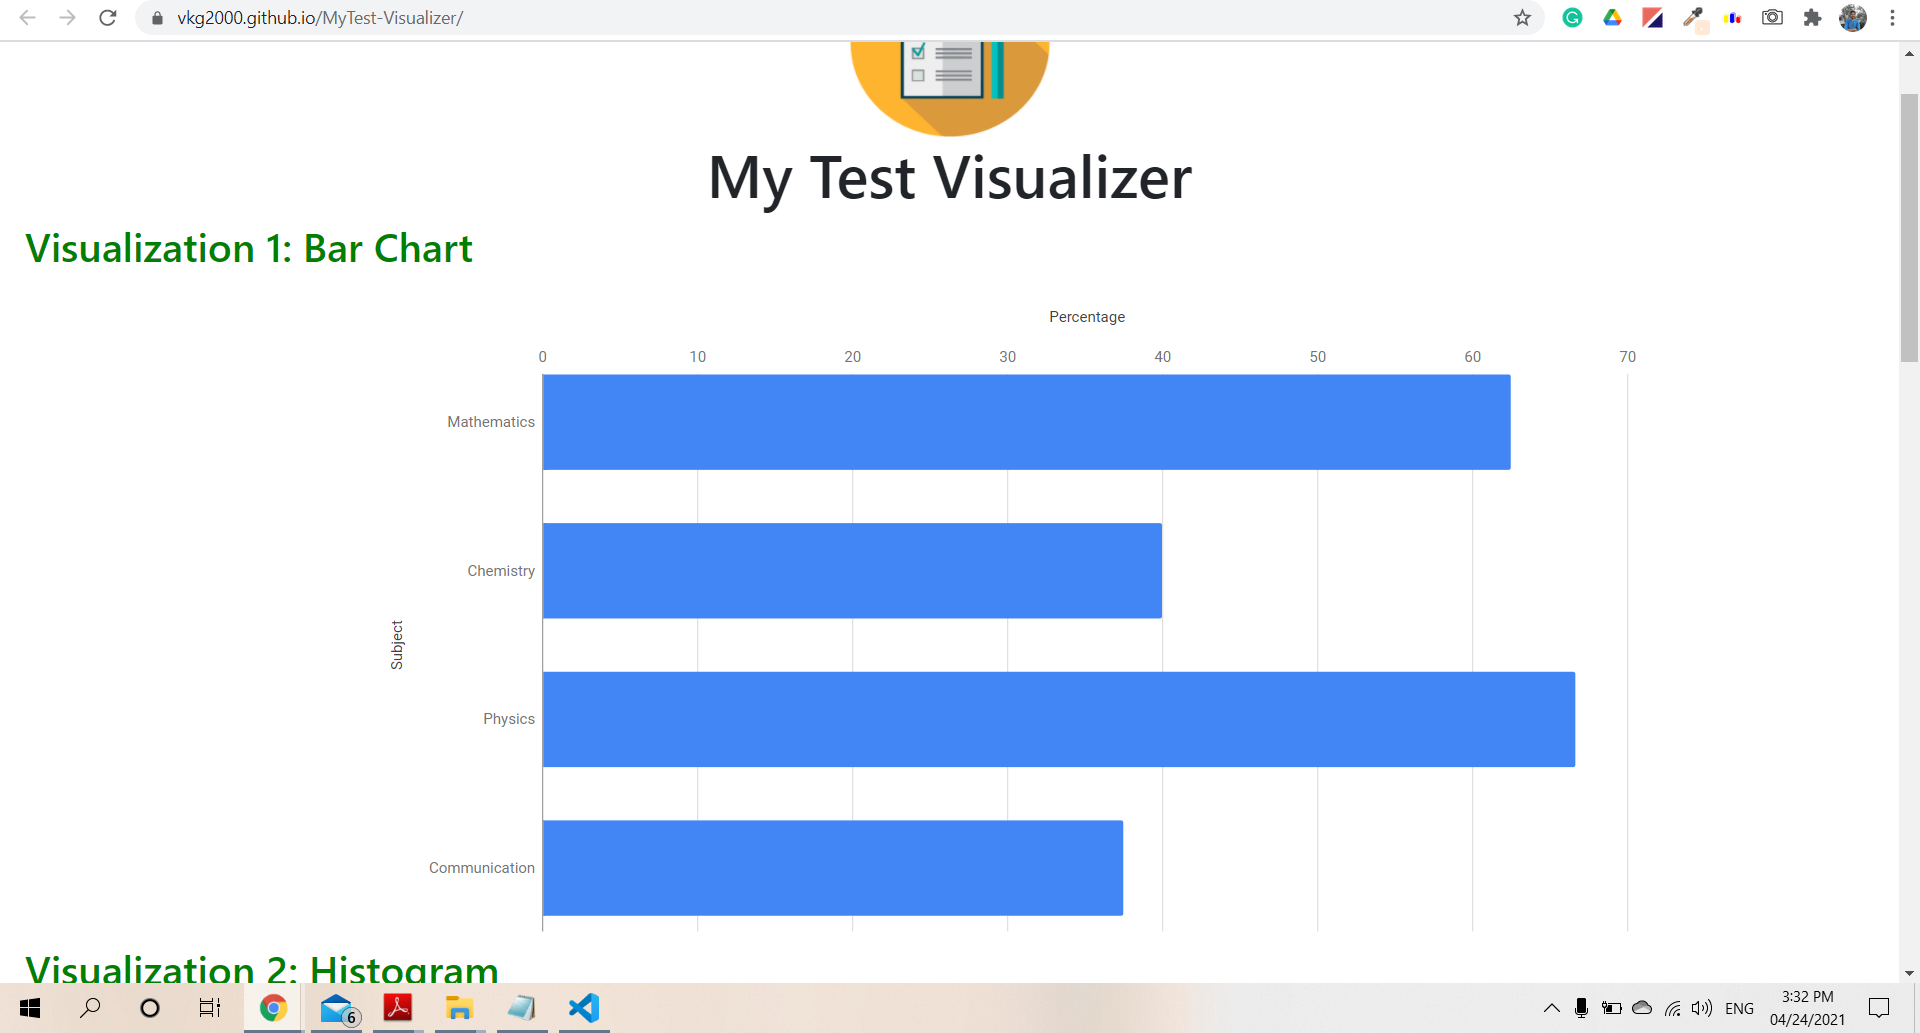 vkg2000.github.io/MyTest-Visualizer/
My Test Visualizer
Visualization 1: Bar Chart
Percentage
0 10 20 30 40 50 60 70
Mathematics
Chemistry
Subject
Physics
Communication
Visualization 2: Histogram
6
ENG
3:32 PM
04/24/2021